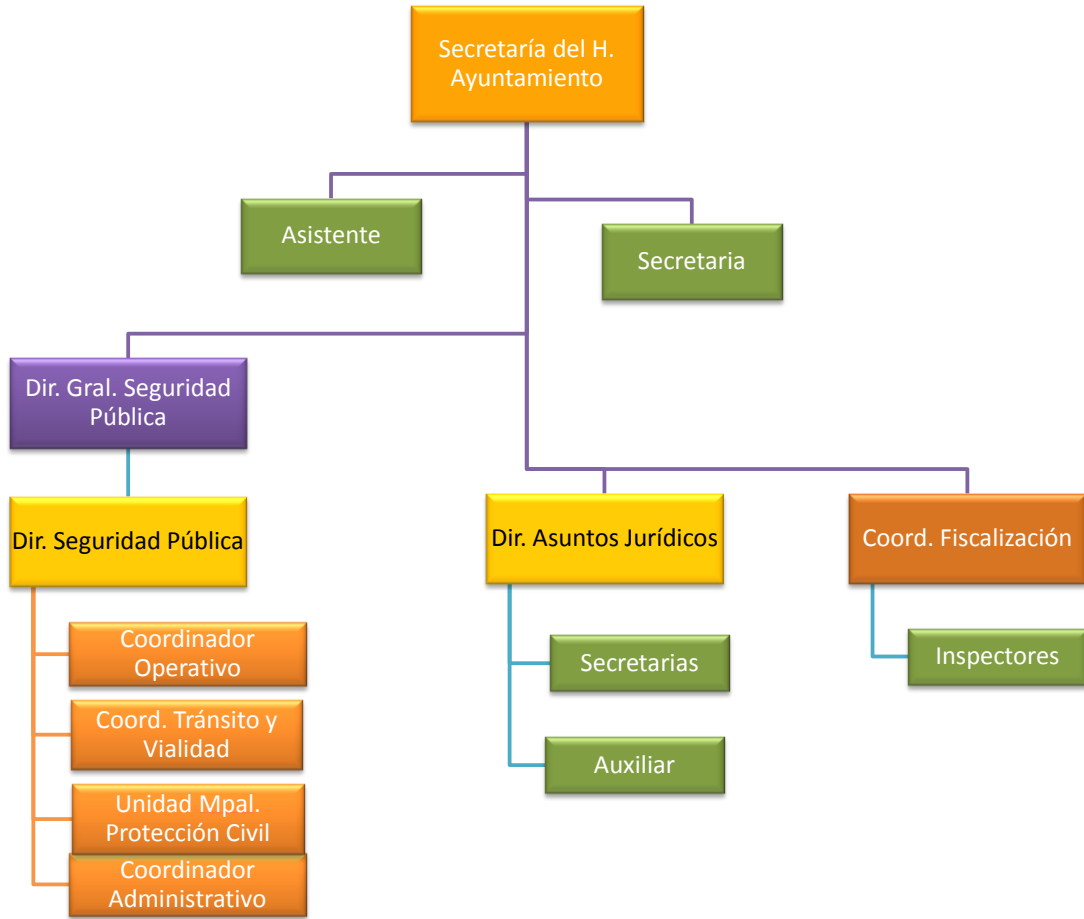 Secretaría del H.
Ayuntamiento
Asistente
Secretaria
Dir. Gral. Seguridad
Pública
Dir. Seguridad Pública
Dir. Asuntos Jurídicos
Coord. Fiscalización
Coordinador
Operativo
Coord. Tránsito y
Vialidad
Unidad Mpal.
Protección Civil
Coordinador
Administrativo
Secretarias
Auxiliar
Inspectores